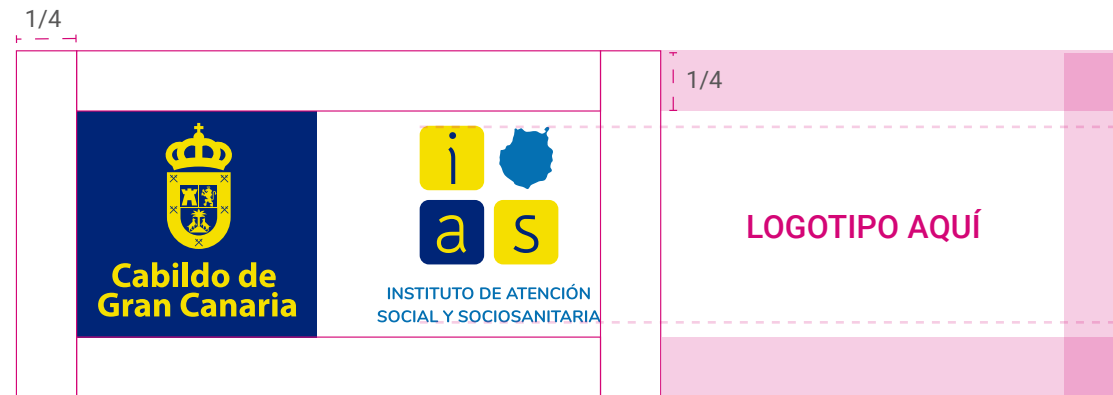 1/4
1/4
Cabildo de
Gran Canaria
i
a s
INSTITUTO DE ATENCIÓN
SOCIAL Y SOCIOSANITARIA
LOGOTIPO AQUÍ